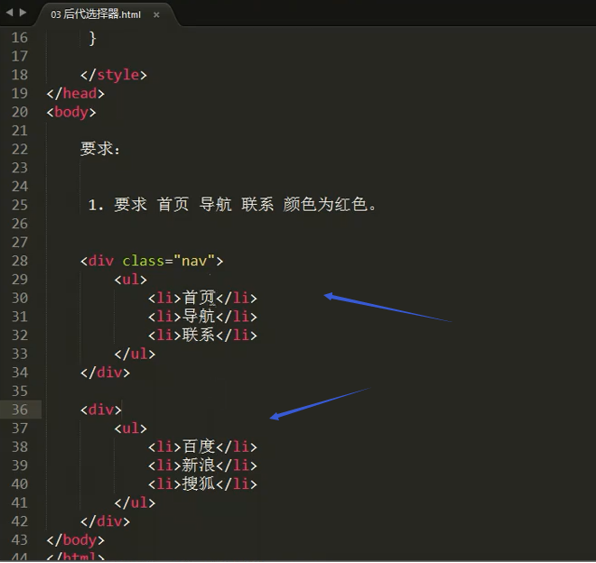 03 后代选择器.html ×
16 }
17
18 </style>
19 </head>
20 <body>
21
22 要求:
23
24
25 1. 要求 首页 导航 联系 颜色为红色。
26
27
28 <div class="nav">
29 <ul>
30 <li>首页</li>
31 <li>导航</li>
32 <li>联系</li>
33 </ul>
34 </div>
35
36 <div>
37 <ul>
38 <li>百度</li>
39 <li>新浪</li>
40 <li>搜狐</li>
41 </ul>
42 </div>
43 </body>
44 </html>